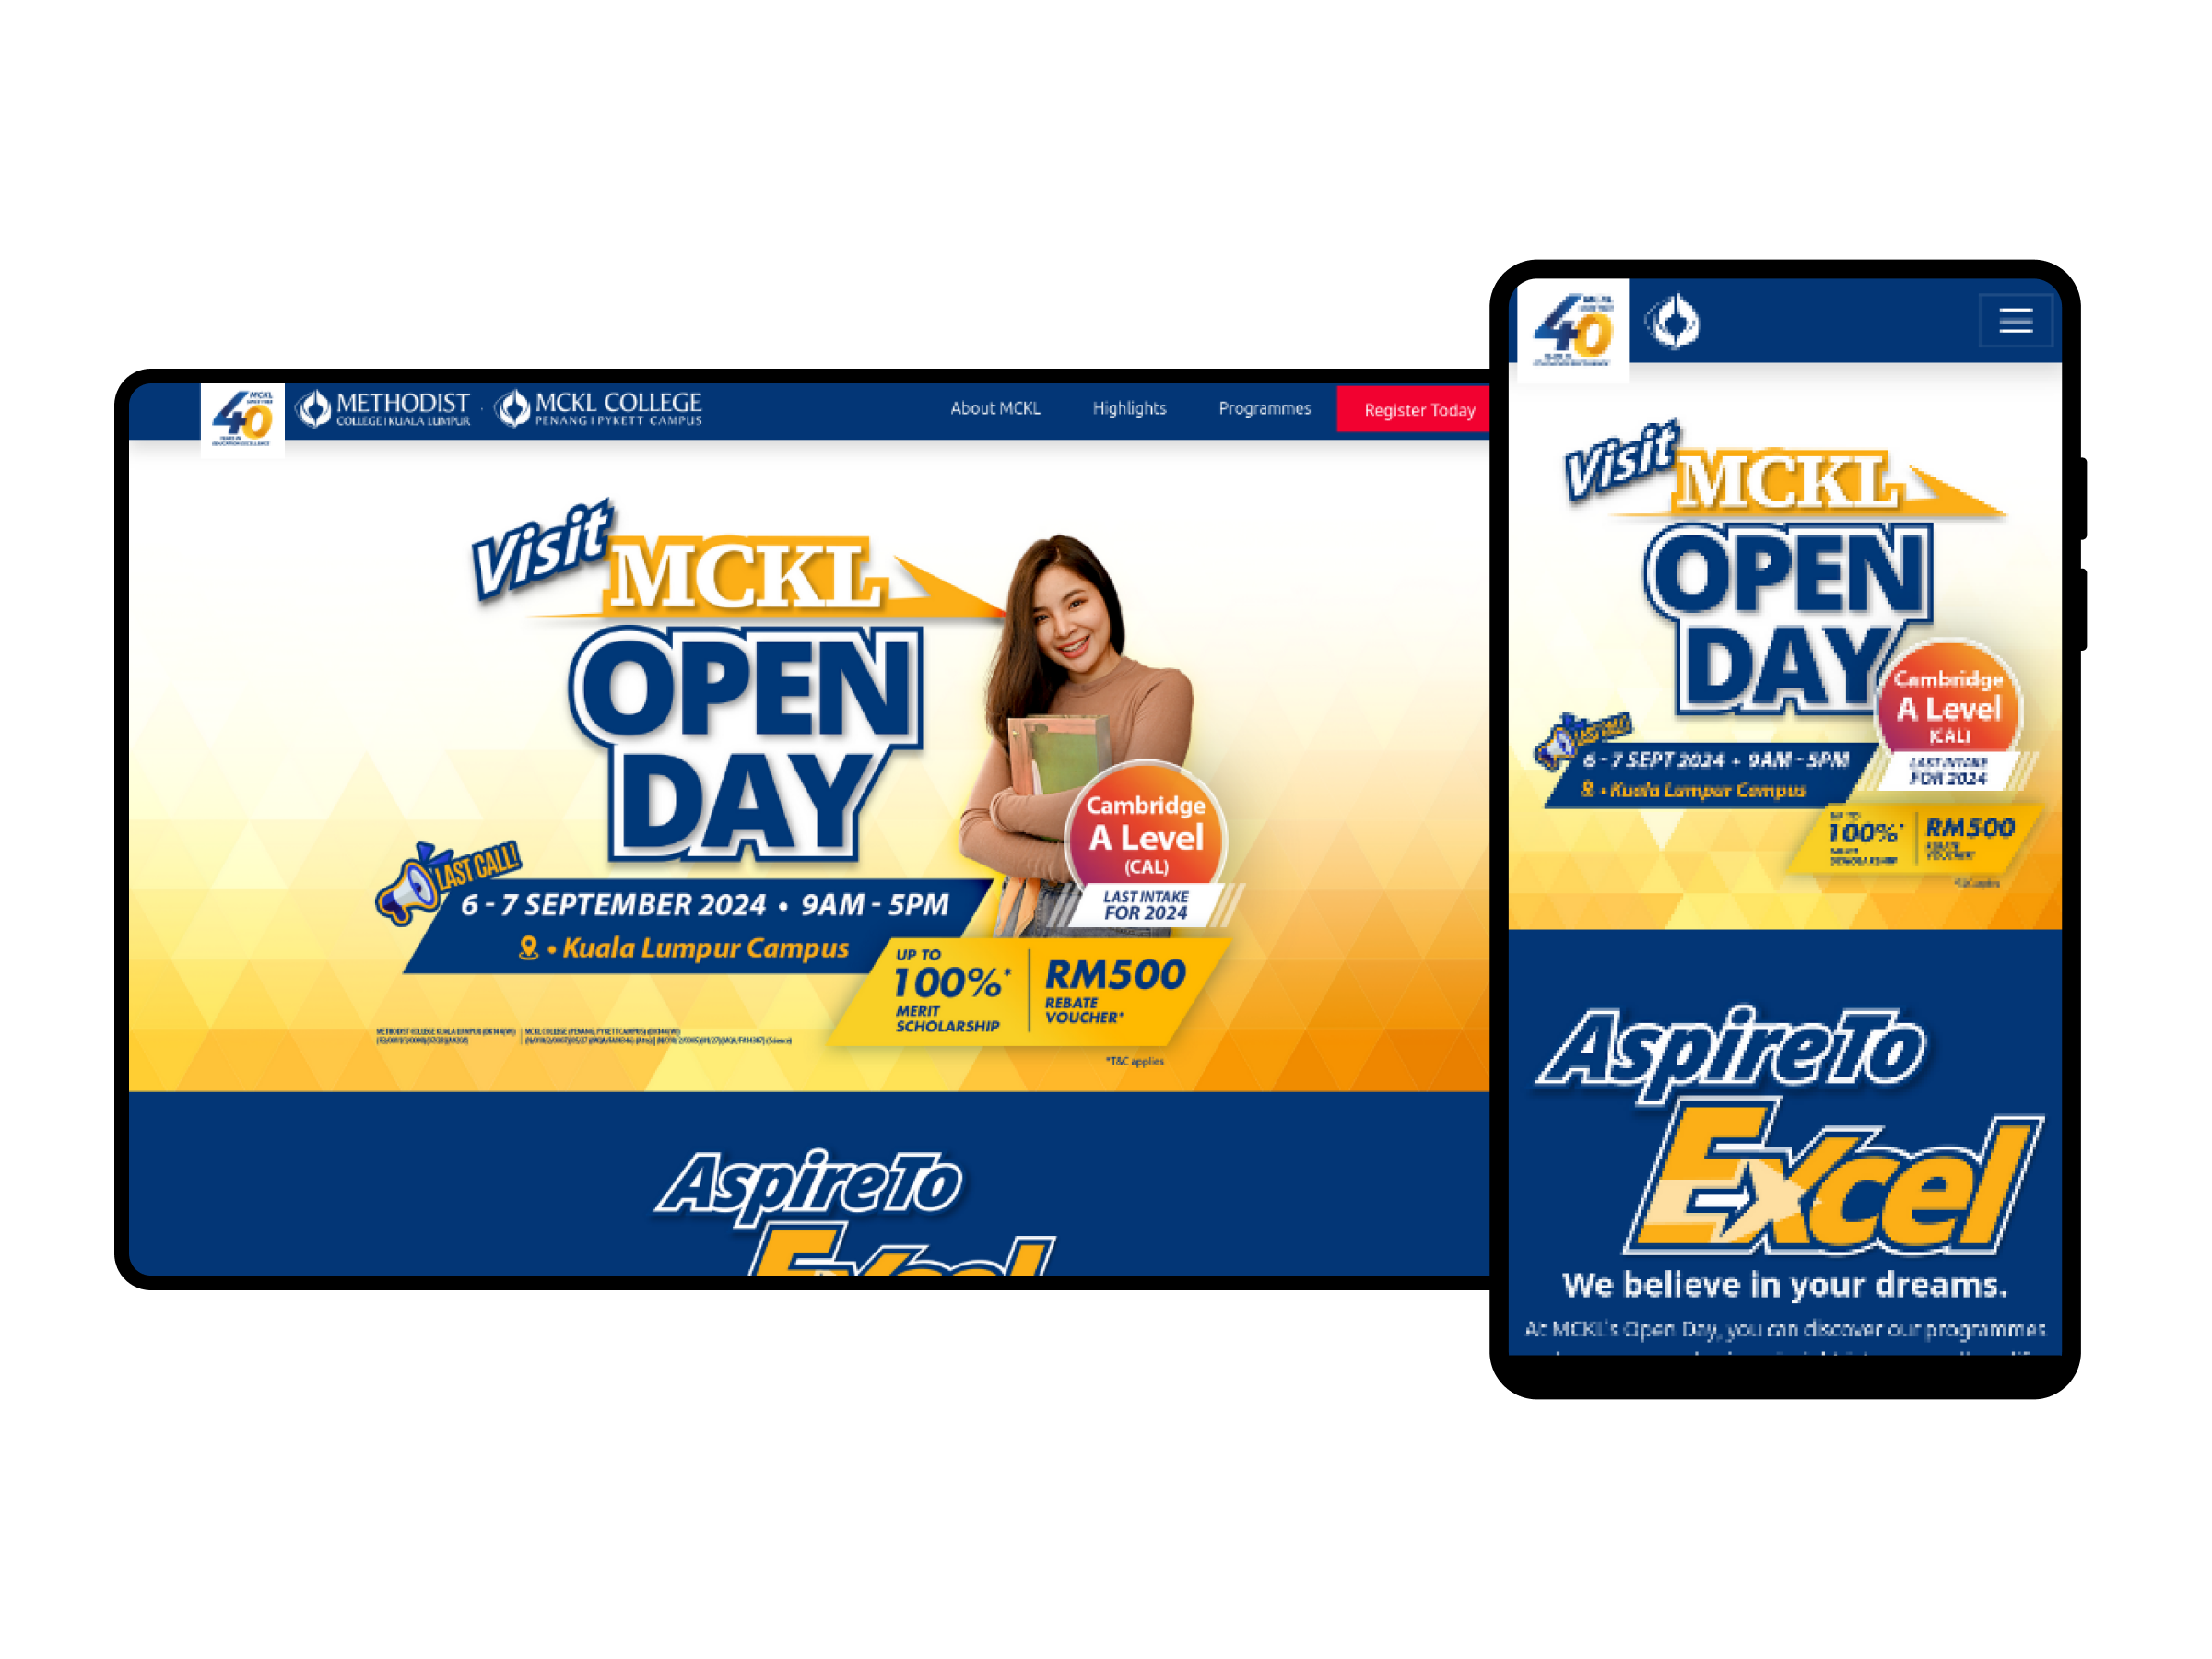 40
MCKL
YEARS IN
METHODIST
COLLEGE | KUALA LUMPUR
MCKL COLLEGE
PENANG | PYKETT CAMPUS
About MCKL
Highlights
Programmes
Register Today
Visit
MCKL
OPEN
DAY
LAST CALL!
6 - 7 SEPTEMBER 2024 • 9AM - 5PM
• Kuala Lumpur Campus
Cambridge
A Level
(CAL)
LAST INTAKE
FOR 2024
UP TO
100%*
MERIT
SCHOLARSHIP
RM500
REBATE
VOUCHER*
*T&C applies
Aspire To
Excel
40
Visit
MCKL
OPEN
DAY
LAST CALL!
6 - 7 SEPT 2024 • 9AM - 5PM
• Kuala Lumpur Campus
Cambridge
A Level
(CAL)
LAST INTAKE
FOR 2024
UP TO
100%*
MERIT
SCHOLARSHIP
RM500
REBATE
VOUCHER*
*T&C applies
Aspire To
Excel
We believe in your dreams.
At MCKL's Open Day, you can discover our programmes